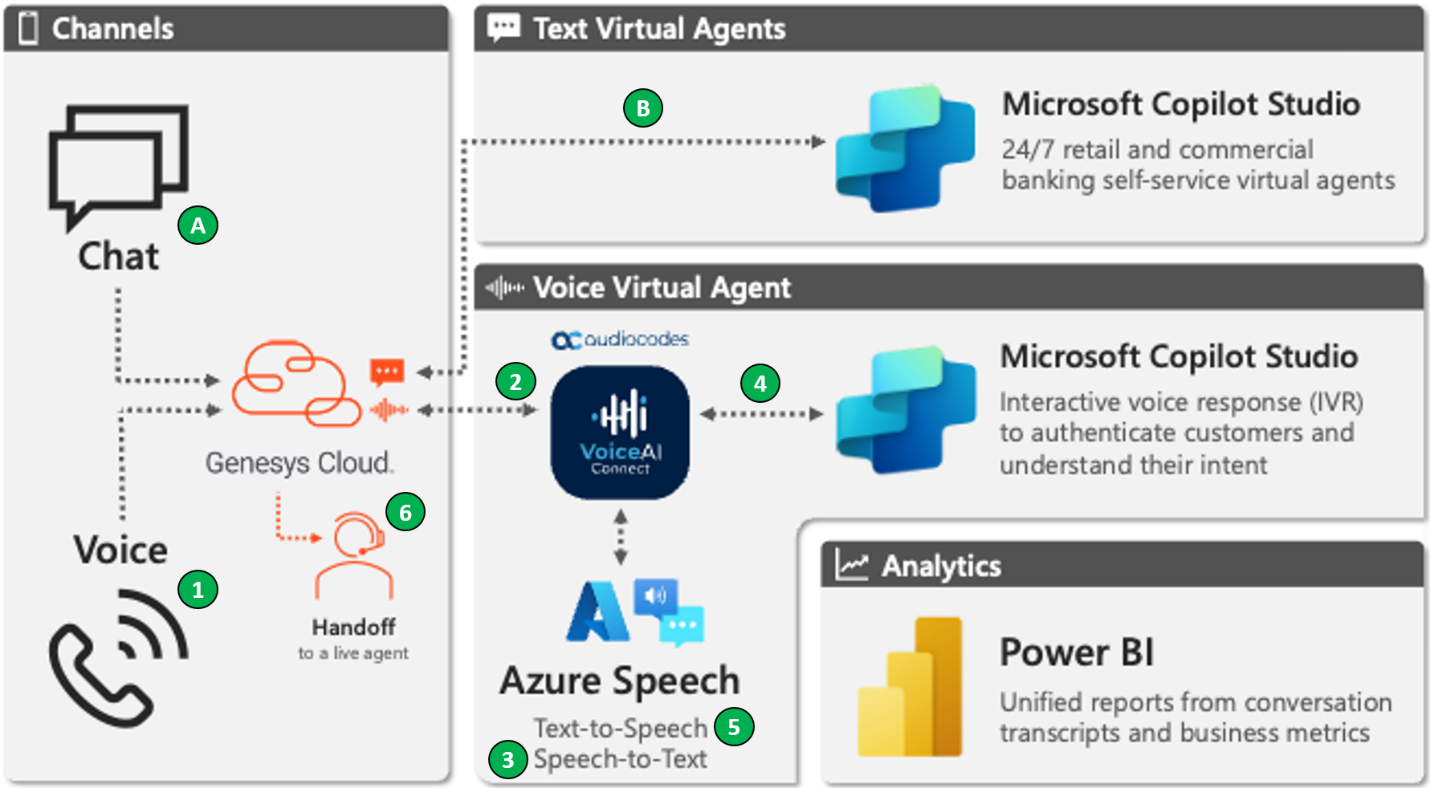 Channels
A
Chat
Genesys Cloud.
6
Voice
1
Handoff
to a live agent
Text Virtual Agents
B
Microsoft Copilot Studio
24/7 retail and commercial
banking self-service virtual agents
Voice Virtual Agent
2
audiocodes
VoiceAI
Connect
4
Microsoft Copilot Studio
Interactive voice response (IVR)
to authenticate customers and
understand their intent
Azure Speech
Text-to-Speech 5
3 Speech-to-Text
Analytics
Power BI
Unified reports from conversation
transcripts and business metrics